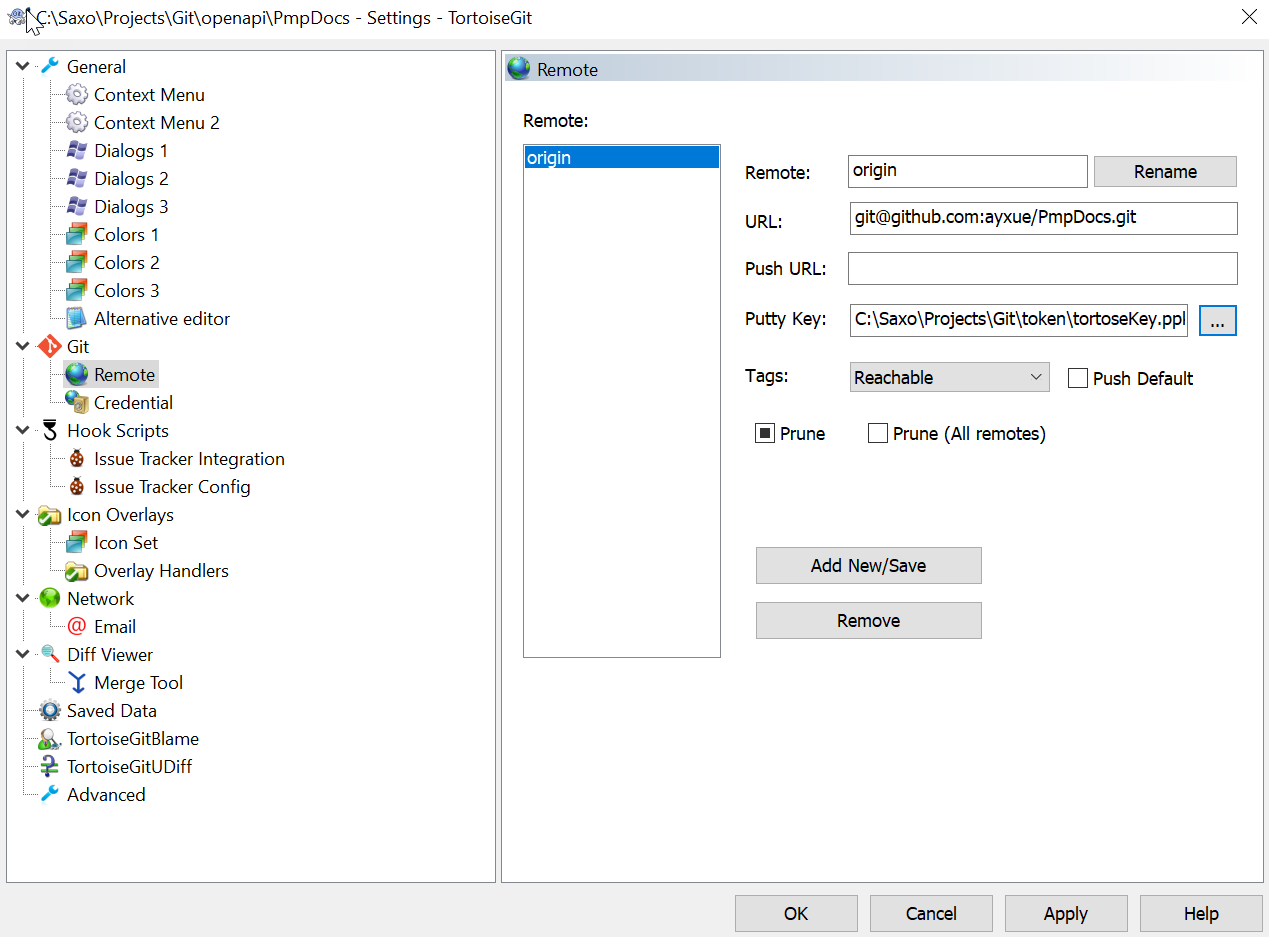 C:\Saxo\Projects\Git\openapi\PmpDocs - Settings - TortoiseGit
General
Context Menu
Context Menu 2
Dialogs 1
Dialogs 2
Dialogs 3
Colors 1
Colors 2
Colors 3
Alternative editor
Git
Remote
Credential
Hook Scripts
Issue Tracker Integration
Issue Tracker Config
Icon Overlays
Icon Set
Overlay Handlers
Network
Email
Diff Viewer
Merge Tool
Saved Data
TortoiseGitBlame
TortoiseGitUDiff
Advanced
Remote
Remote:
origin
Remote: origin Rename
URL: git@github.com:ayxue/PmpDocs.git
Push URL:
Putty Key: C:\Saxo\Projects\Git\token\tortoseKey.ppl ...
Tags: Reachable Push Default
Prune Prune (All remotes)
Add New/Save
Remove
OK Cancel Apply Help